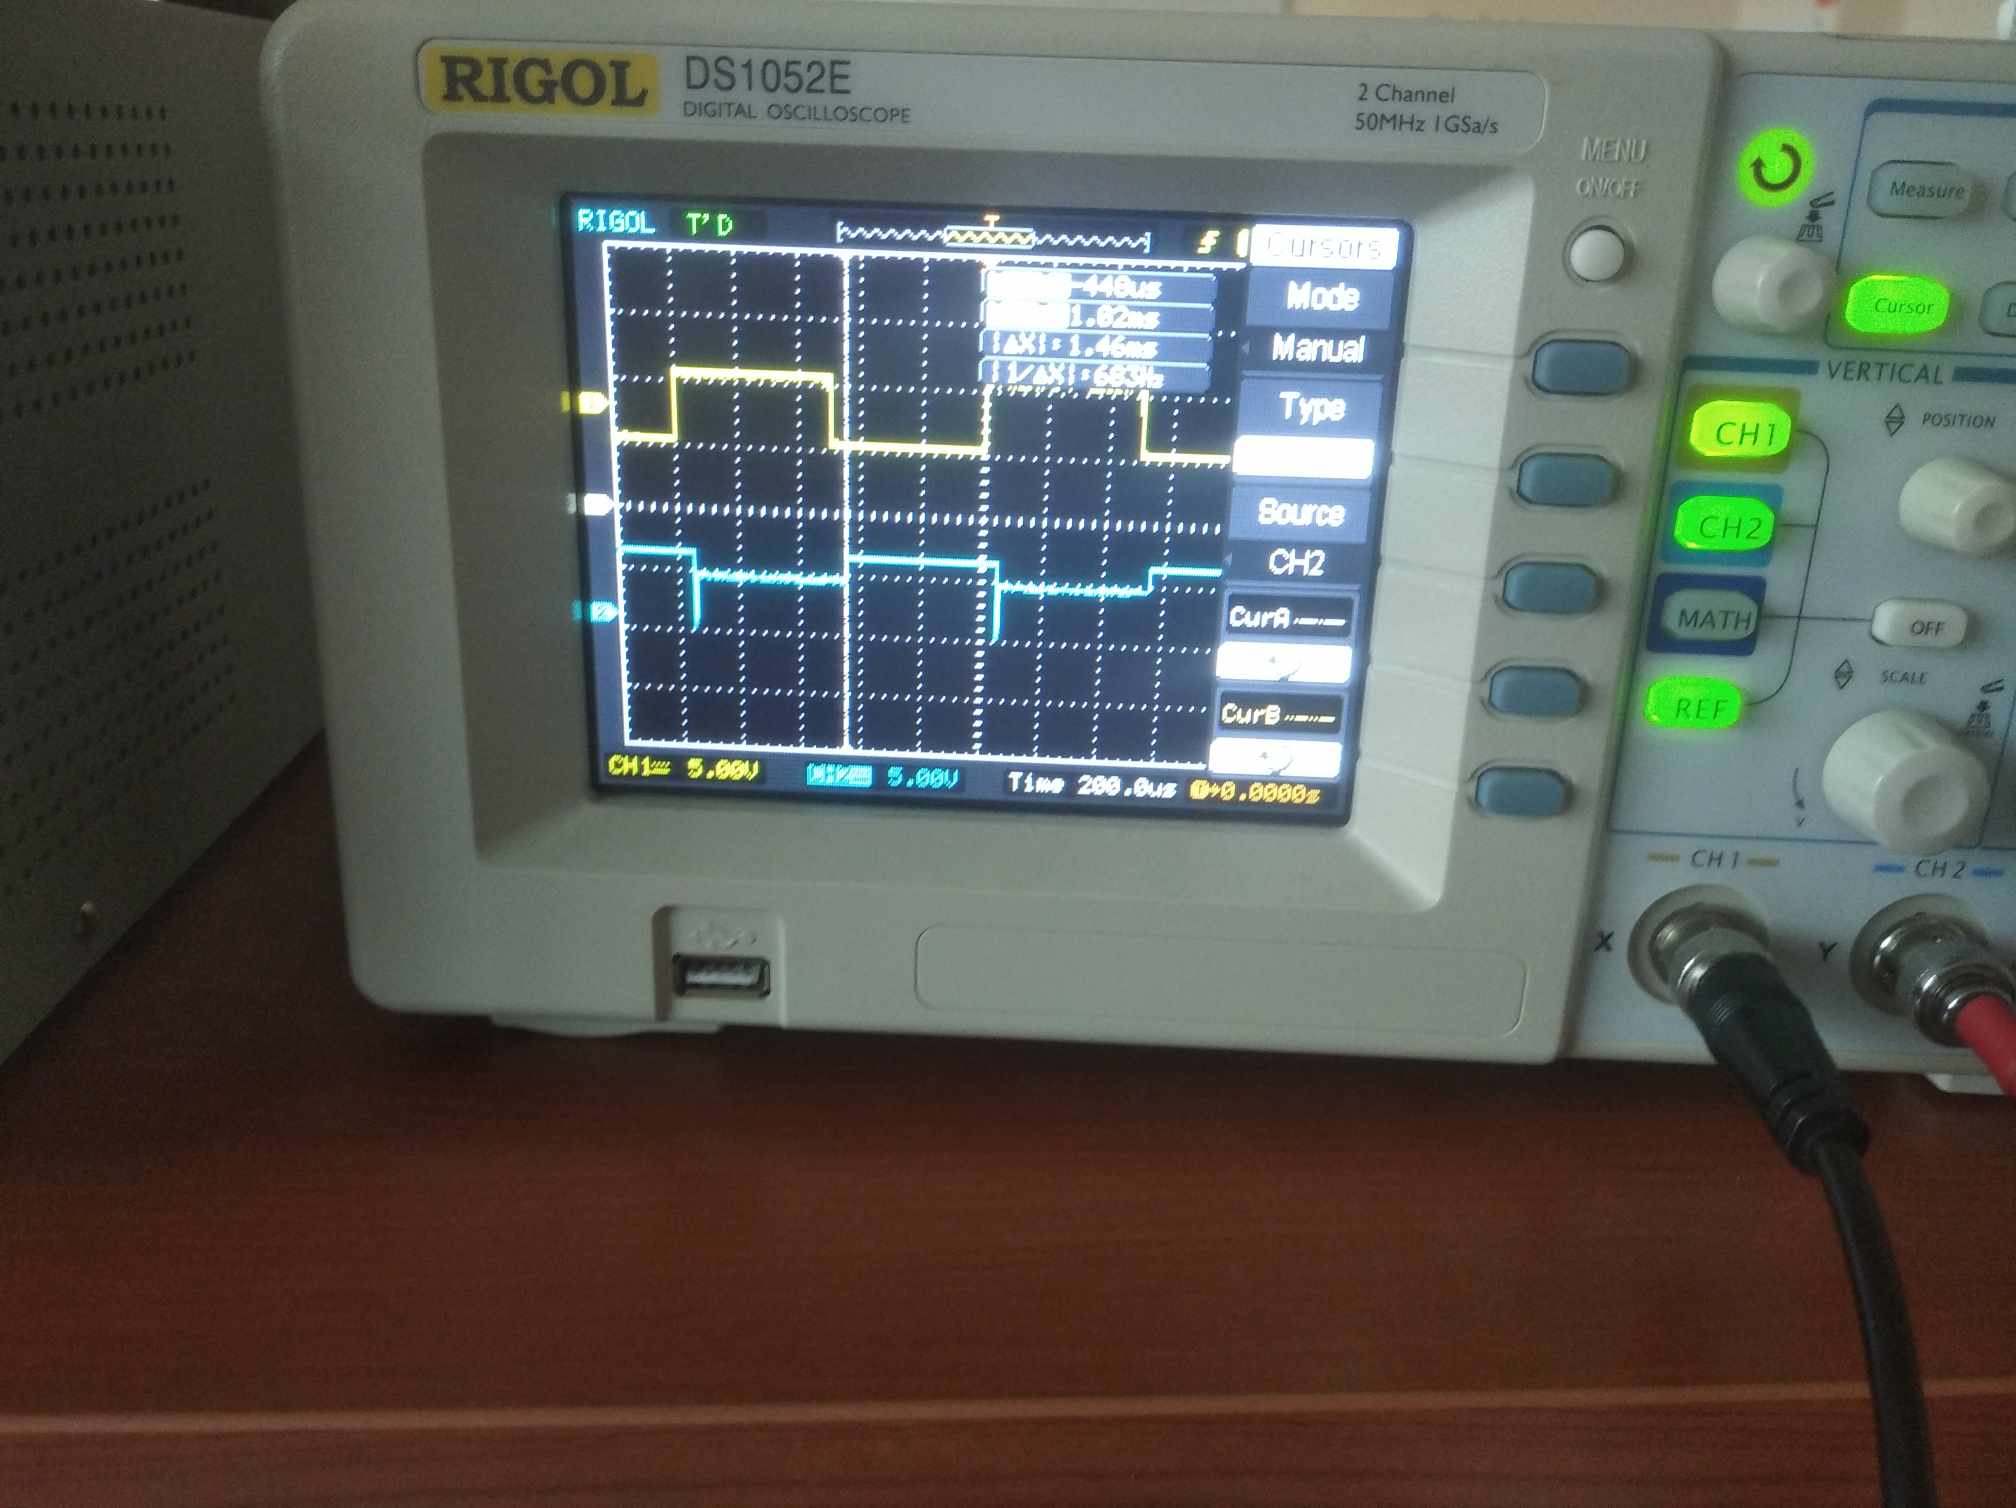 RIGOL DS1052E
DIGITAL OSCILLOSCOPE
2 Channel
50MHz 1GSa/s
MENU
ON/OFF
Measure
Cursor
RIGOL T'D
T
Cursors
-440us
1.02ms
|ΔX|: 1.46ms
|1/ΔX|: 683Hz
Mode
Manual
Type
Source
CH2
CurA
CurB
CH1 5.00V 5.00V Time 200.0us 0.0000s
VERTICAL
CH1
POSITION
CH2
MATH
OFF
REF
SCALE
CH 1
CH 2
X
Y